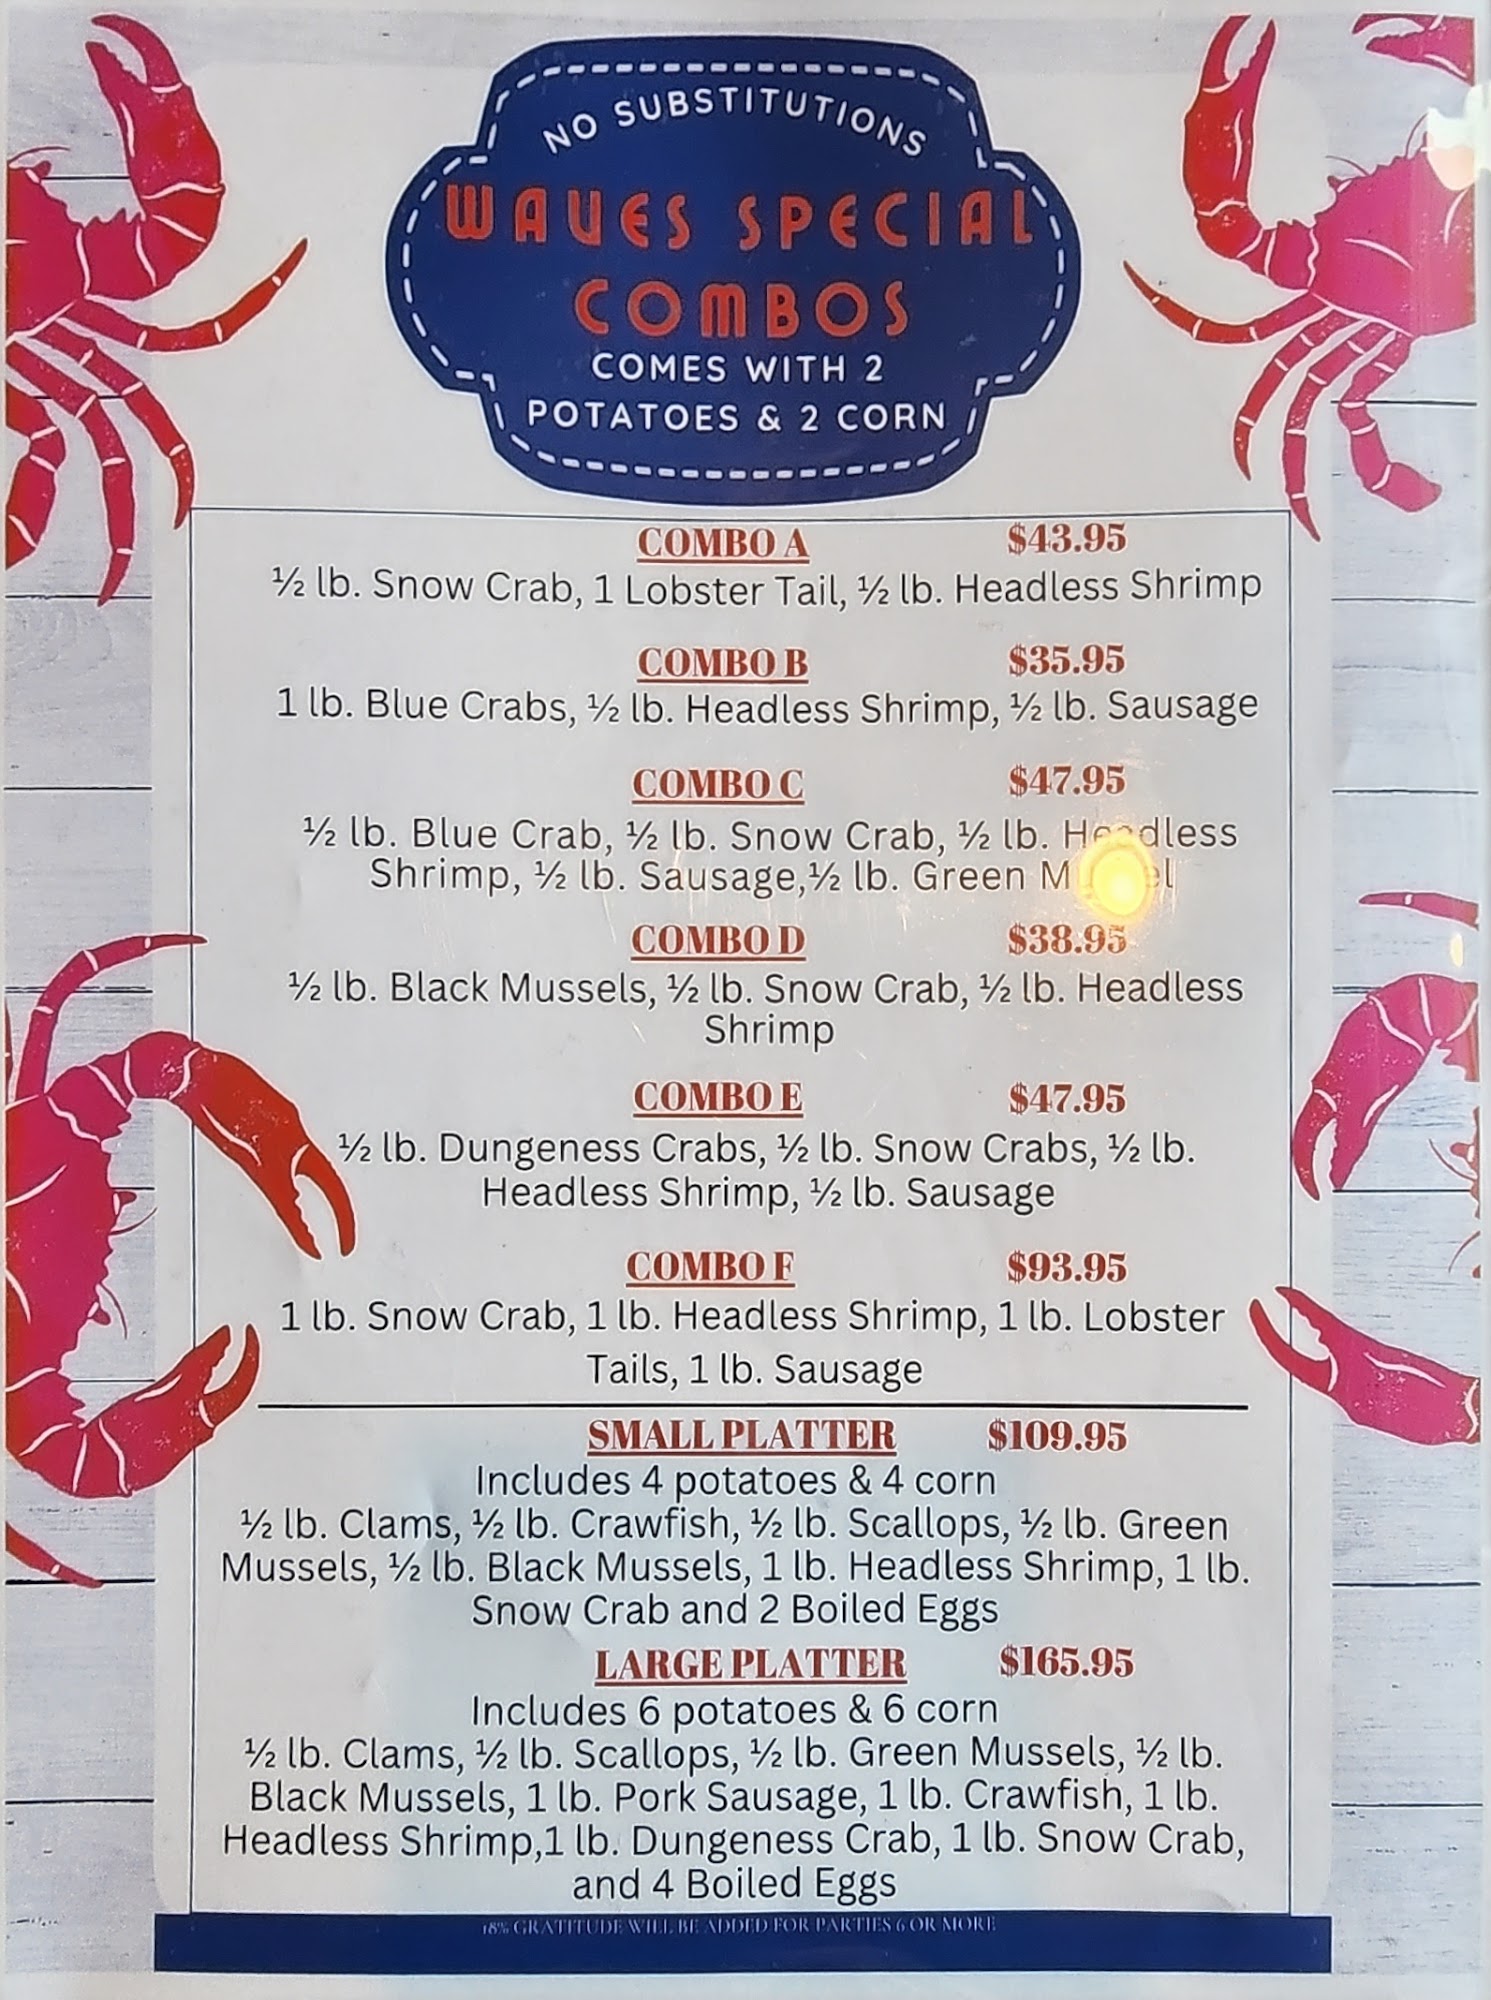 NO SUBSTITUTIONS
WAVES SPECIAL
COMBOS
COMES WITH 2
POTATOES & 2 CORN
COMBO A $43.95
½ lb. Snow Crab, 1 Lobster Tail, ½ lb. Headless Shrimp
COMBO B $35.95
1 lb. Blue Crabs, ½ lb. Headless Shrimp, ½ lb. Sausage
COMBO C $47.95
½ lb. Blue Crab, ½ lb. Snow Crab, ½ lb. Headless
Shrimp, ½ lb. Sausage,½ lb. Green
COMBO D $38.95
½ lb. Black Mussels, ½ lb. Snow Crab, ½ lb. Headless
Shrimp
COMBO E $47.95
½ lb. Dungeness Crabs, ½ lb. Snow Crabs, ½ lb.
Headless Shrimp, ½ lb. Sausage
COMBO F $93.95
1 lb. Snow Crab, 1 lb. Headless Shrimp, 1 lb. Lobster
Tails, 1 lb. Sausage
SMALL PLATTER $109.95
Includes 4 potatoes & 4 corn
½ lb. Clams, ½ lb. Crawfish, ½ lb. Scallops, ½ lb. Green
Mussels, ½ lb. Black Mussels, 1 lb. Headless Shrimp, 1 lb.
Snow Crab and 2 Boiled Eggs
LARGE PLATTER $165.95
Includes 6 potatoes & 6 corn
½ lb. Clams, ½ lb. Scallops, ½ lb. Green Mussels, ½ lb.
Black Mussels, 1 lb. Pork Sausage, 1 lb. Crawfish, 1 lb.
Headless Shrimp,1 lb. Dungeness Crab, 1 lb. Snow Crab,
and 4 Boiled Eggs
18% GRATITUDE WILL BE ADDED FOR PARTIES 6 OR MORE